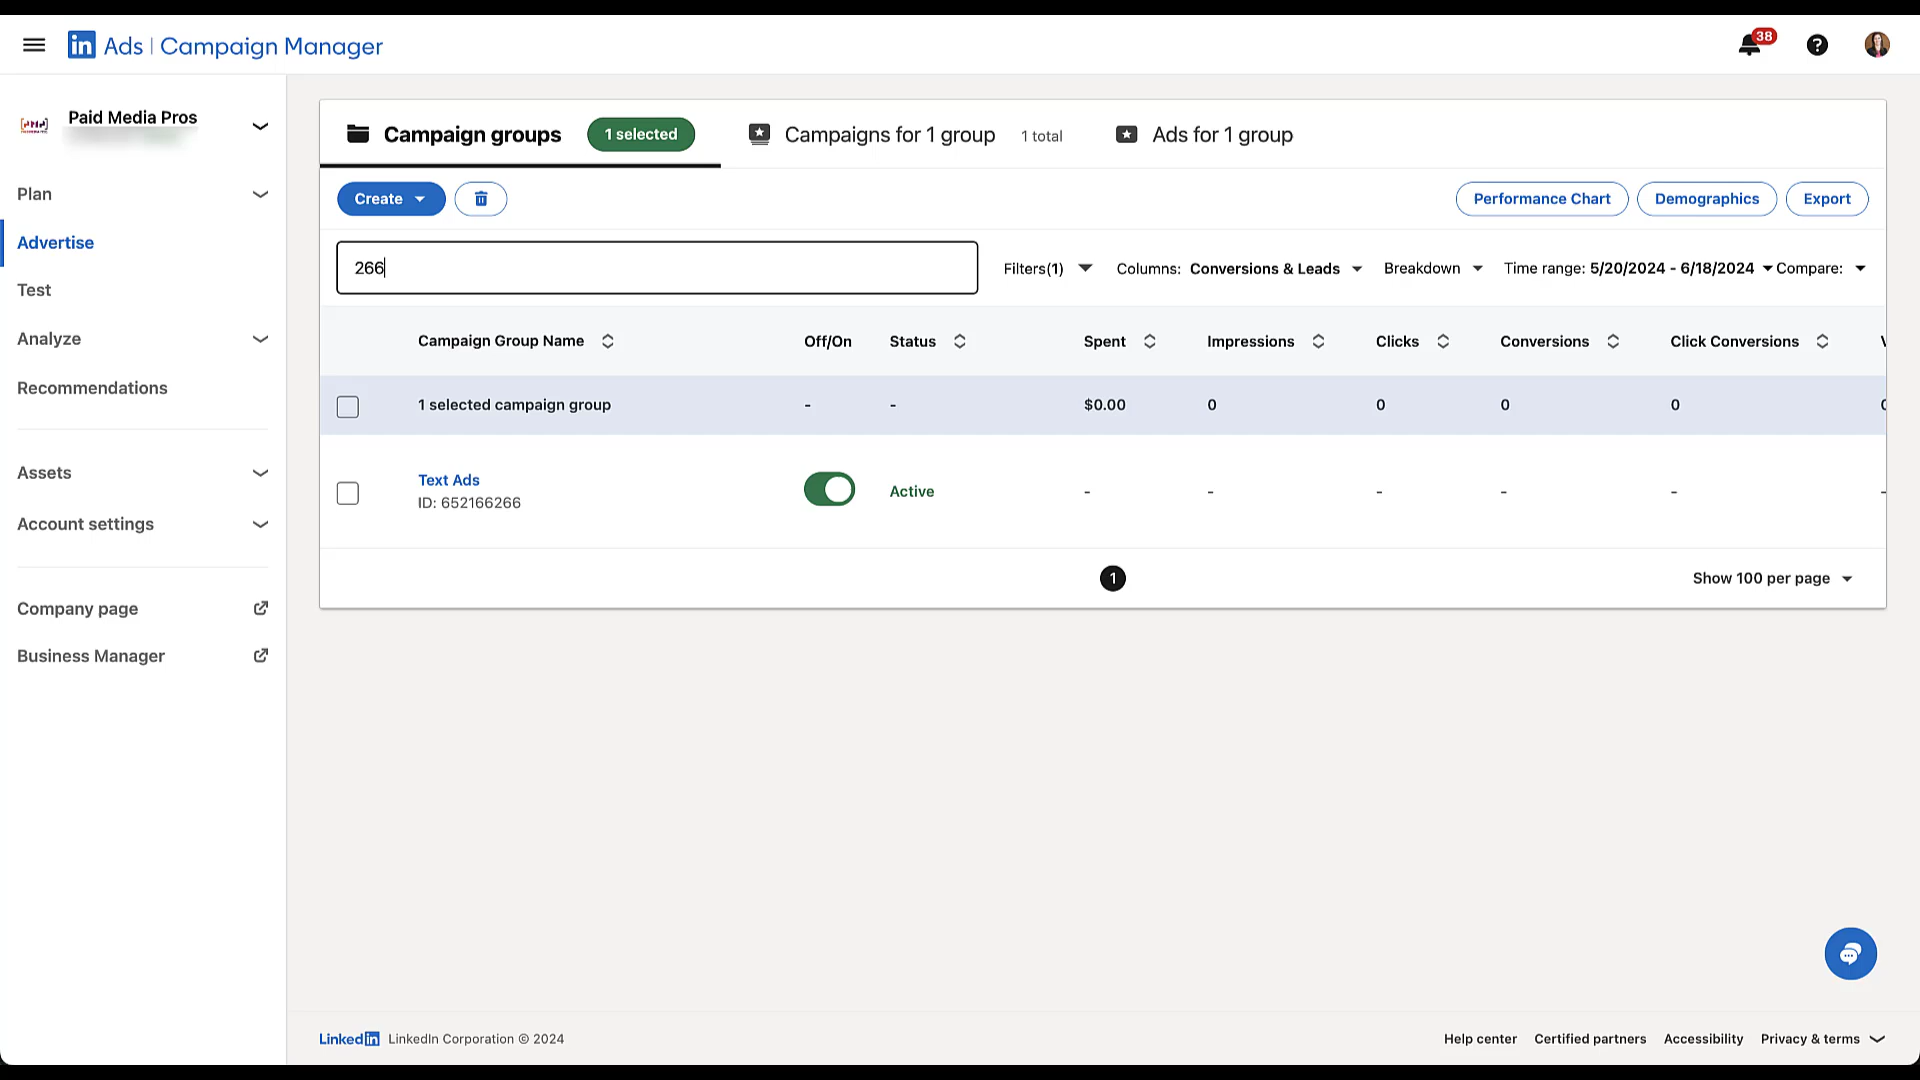 in Ads | Campaign Manager
38
Paid Media Pros
Plan
Advertise
Test
Analyze
Recommendations
Assets
Account settings
Company page
Business Manager
Campaign groups 1 selected Campaigns for 1 group 1 total Ads for 1 group
Create Performance Chart Demographics Export
266 Filters(1) Columns: Conversions & Leads Breakdown Time range: 5/20/2024 - 6/18/2024 Compare:
Campaign Group Name Off/On Status Spent Impressions Clicks Conversions Click Conversions
1 selected campaign group - - $0.00 0 0 0 0
Text Ads
ID: 652166266
Active - - - - -
1 Show 100 per page
LinkedIn LinkedIn Corporation © 2024 Help center Certified partners Accessibility Privacy & terms